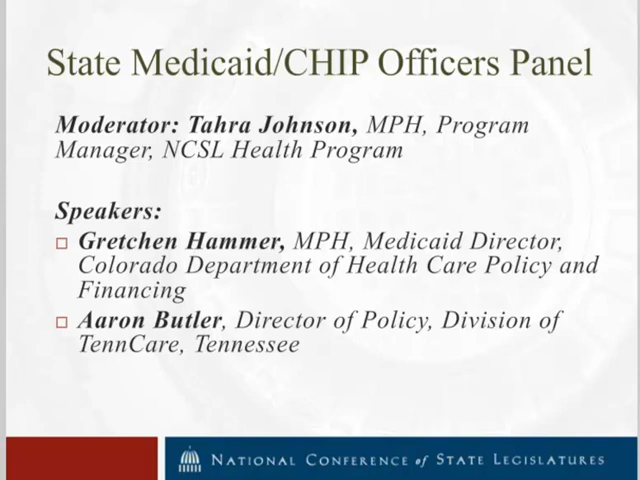 State Medicaid/CHIP Officers Panel
Moderator: Tahra Johnson, MPH, Program
Manager, NCSL Health Program
Speakers:
□ Gretchen Hammer, MPH, Medicaid Director,
Colorado Department of Health Care Policy and
Financing
□ Aaron Butler, Director of Policy, Division of
TennCare, Tennessee
NATIONAL CONFERENCE of STATE LEGISLATURES